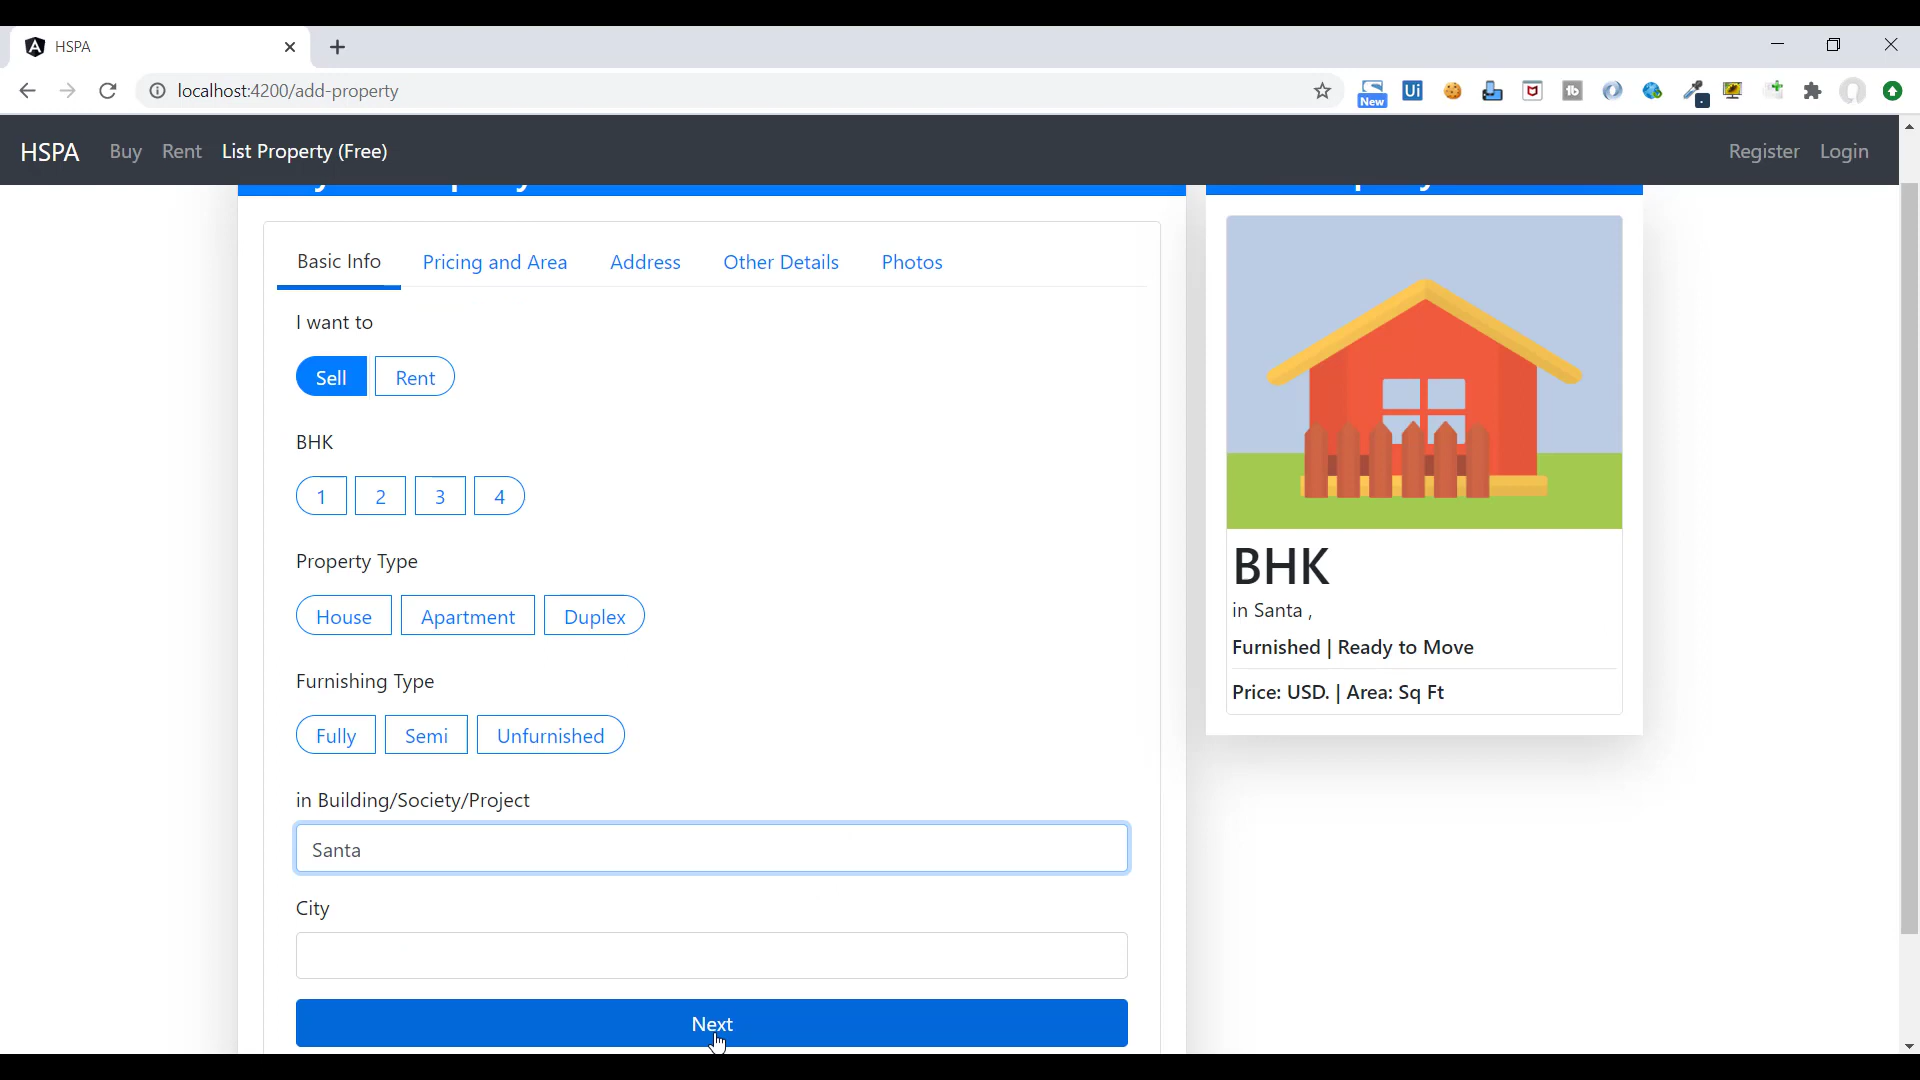 HSPA
localhost:4200/add-property
New
Ui
HSPA Buy Rent List Property (Free) Register Login
Basic Info Pricing and Area Address Other Details Photos
I want to
Sell Rent
BHK
1 2 3 4
Property Type
House Apartment Duplex
Furnishing Type
Fully Semi Unfurnished
in Building/Society/Project
Santa
City
Next
BHK
in Santa ,
Furnished | Ready to Move
Price: USD. | Area: Sq Ft